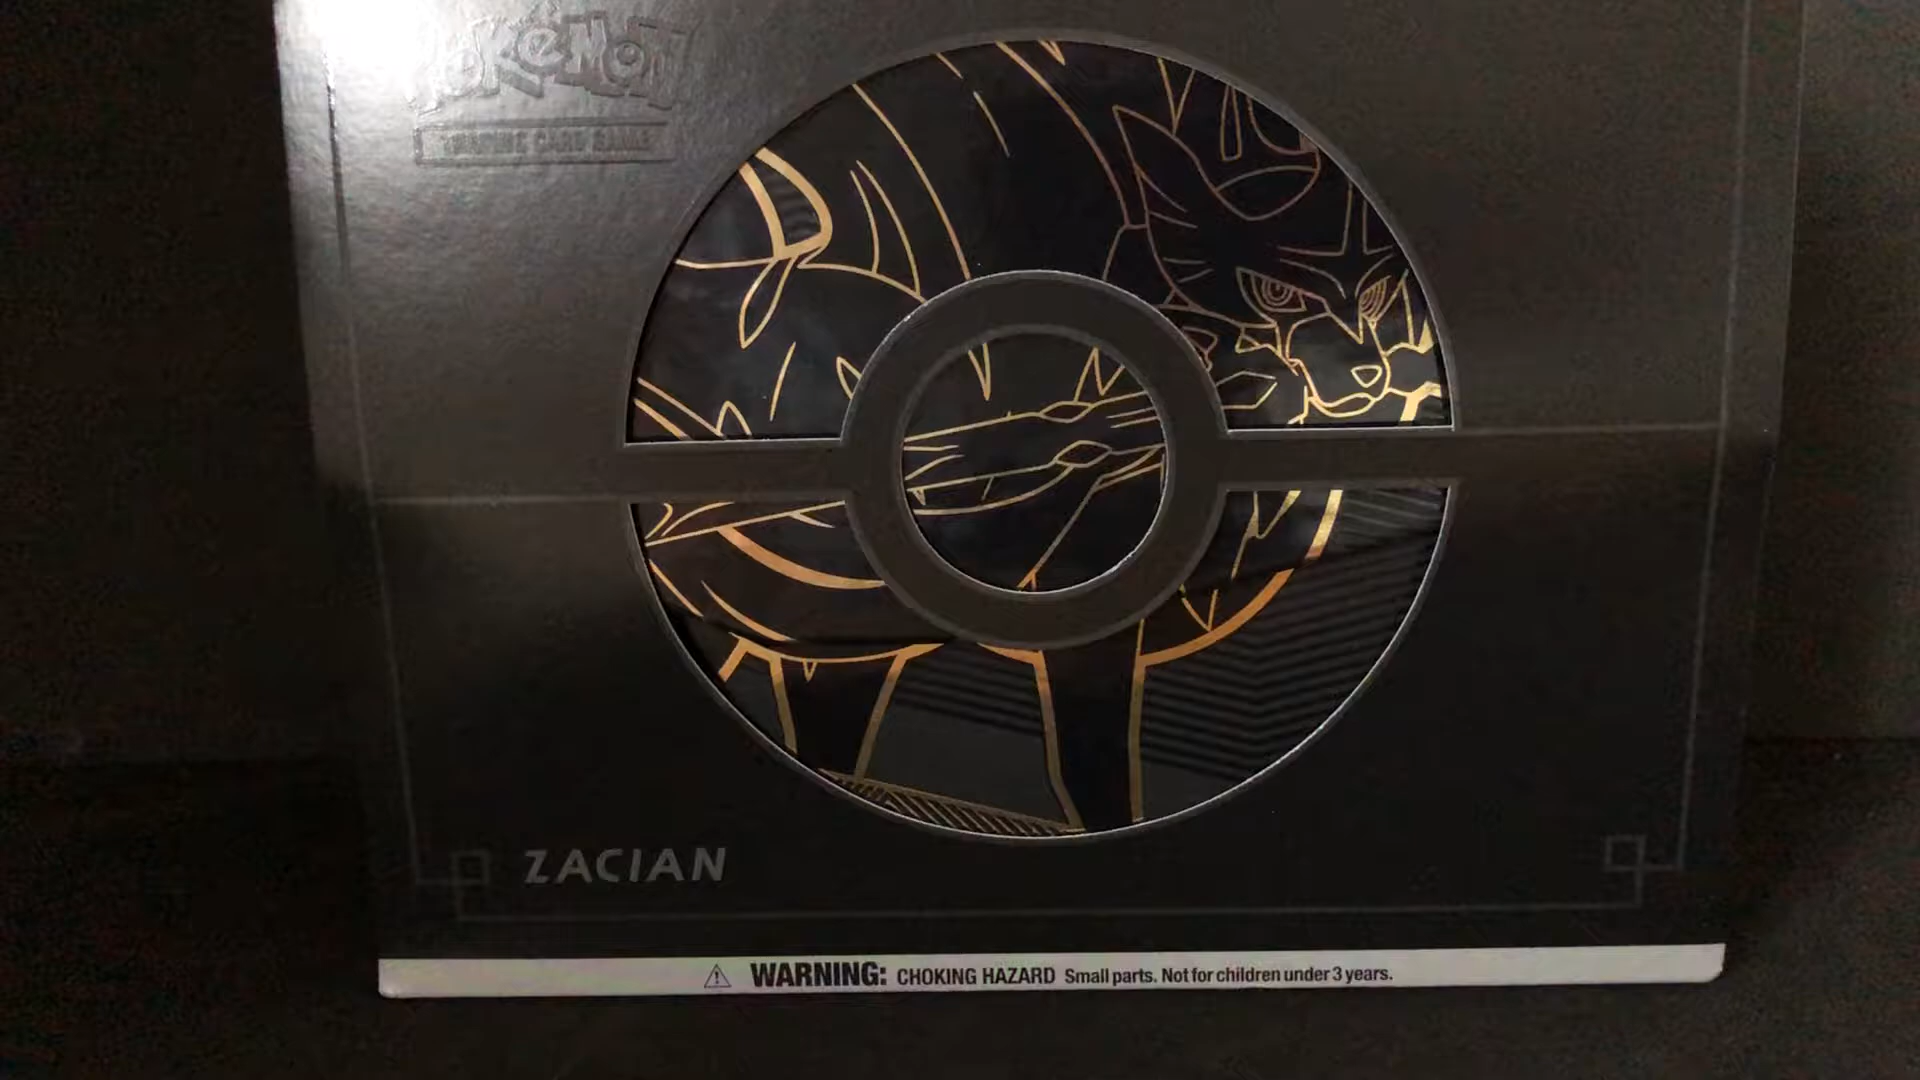 POKéMON
TRADING CARD GAME
ZACIAN
WARNING: CHOKING HAZARD Small parts. Not for children under 3 years.